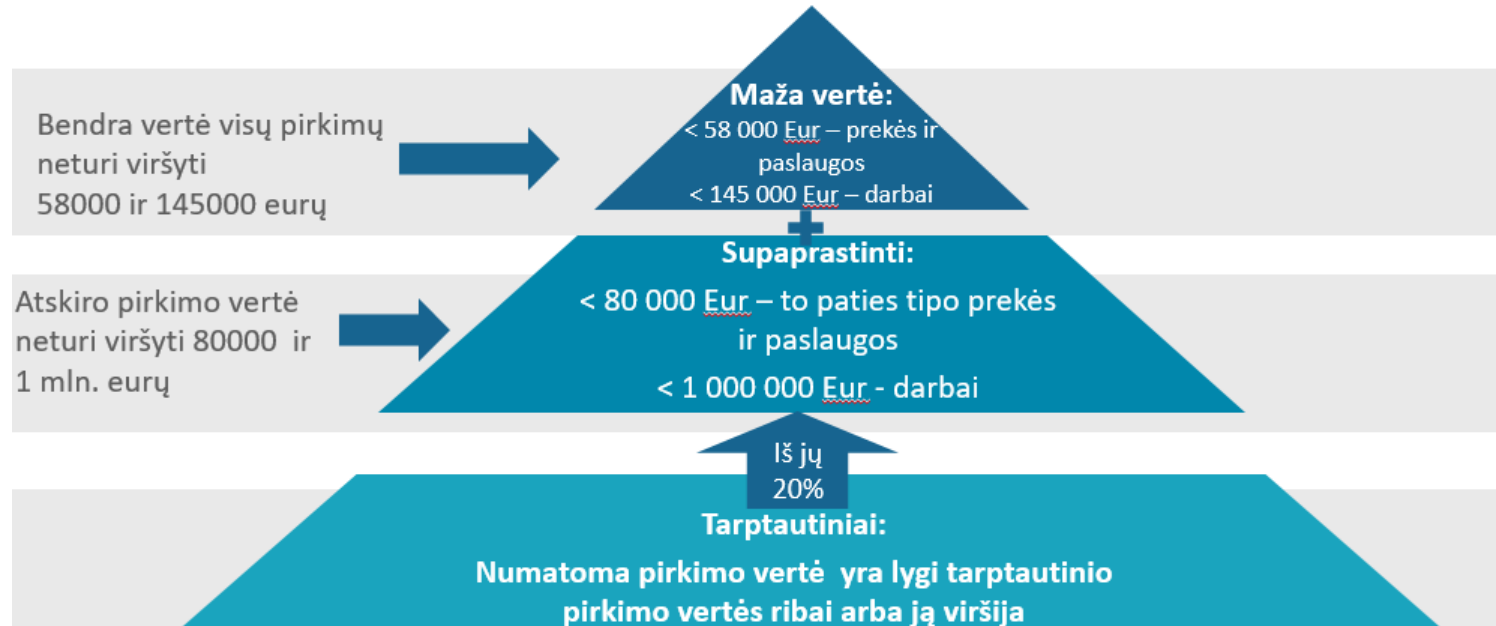 Bendra vertė visų pirkimų
neturi viršyti
58000 ir 145000 eurų
Maža vertė:
< 58 000 Eur – prekės ir
paslaugos
< 145 000 Eur – darbai
Atskiro pirkimo vertė
neturi viršyti 80000 ir
1 mln. eurų
Supaprastinti:
< 80 000 Eur – to paties tipo prekės
ir paslaugos
< 1 000 000 Eur - darbai
Iš jų
20%
Tarptautiniai:
Numatoma pirkimo vertė yra lygi tarptautinio
pirkimo vertės ribai arba ją viršija